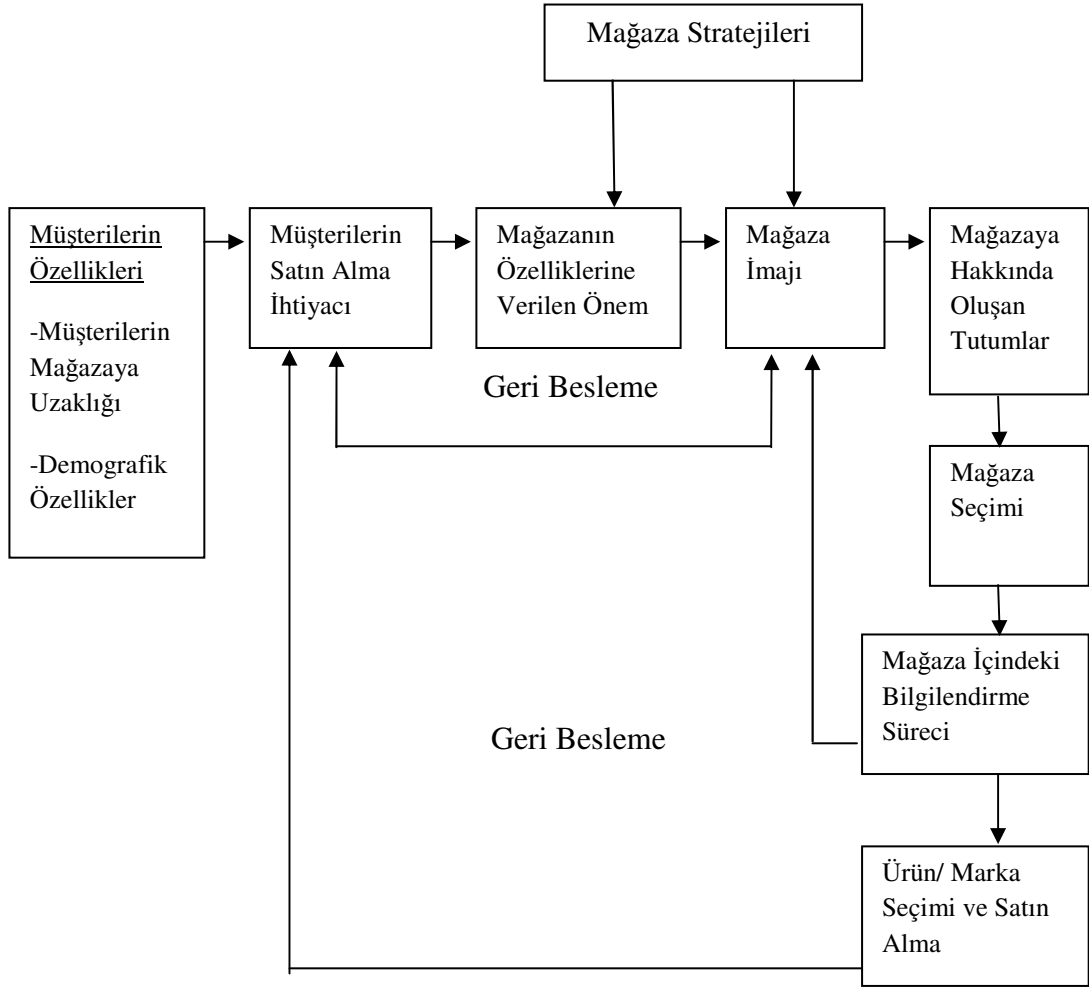 Mağaza Stratejileri
Müşterilerin
Özellikleri
-Müşterilerin
Mağazaya
Uzaklığı
-Demografik
Özellikler
Müşterilerin
Satın Alma
İhtiyacı
Mağazanın
Özelliklerine
Verilen Önem
Mağaza
İmajı
Mağazaya
Hakkında
Oluşan
Tutumlar
Geri Besleme
Mağaza
Seçimi
Mağaza İçindeki
Bilgilendirme
Süreci
Geri Besleme
Ürün/ Marka
Seçimi ve Satın
Alma